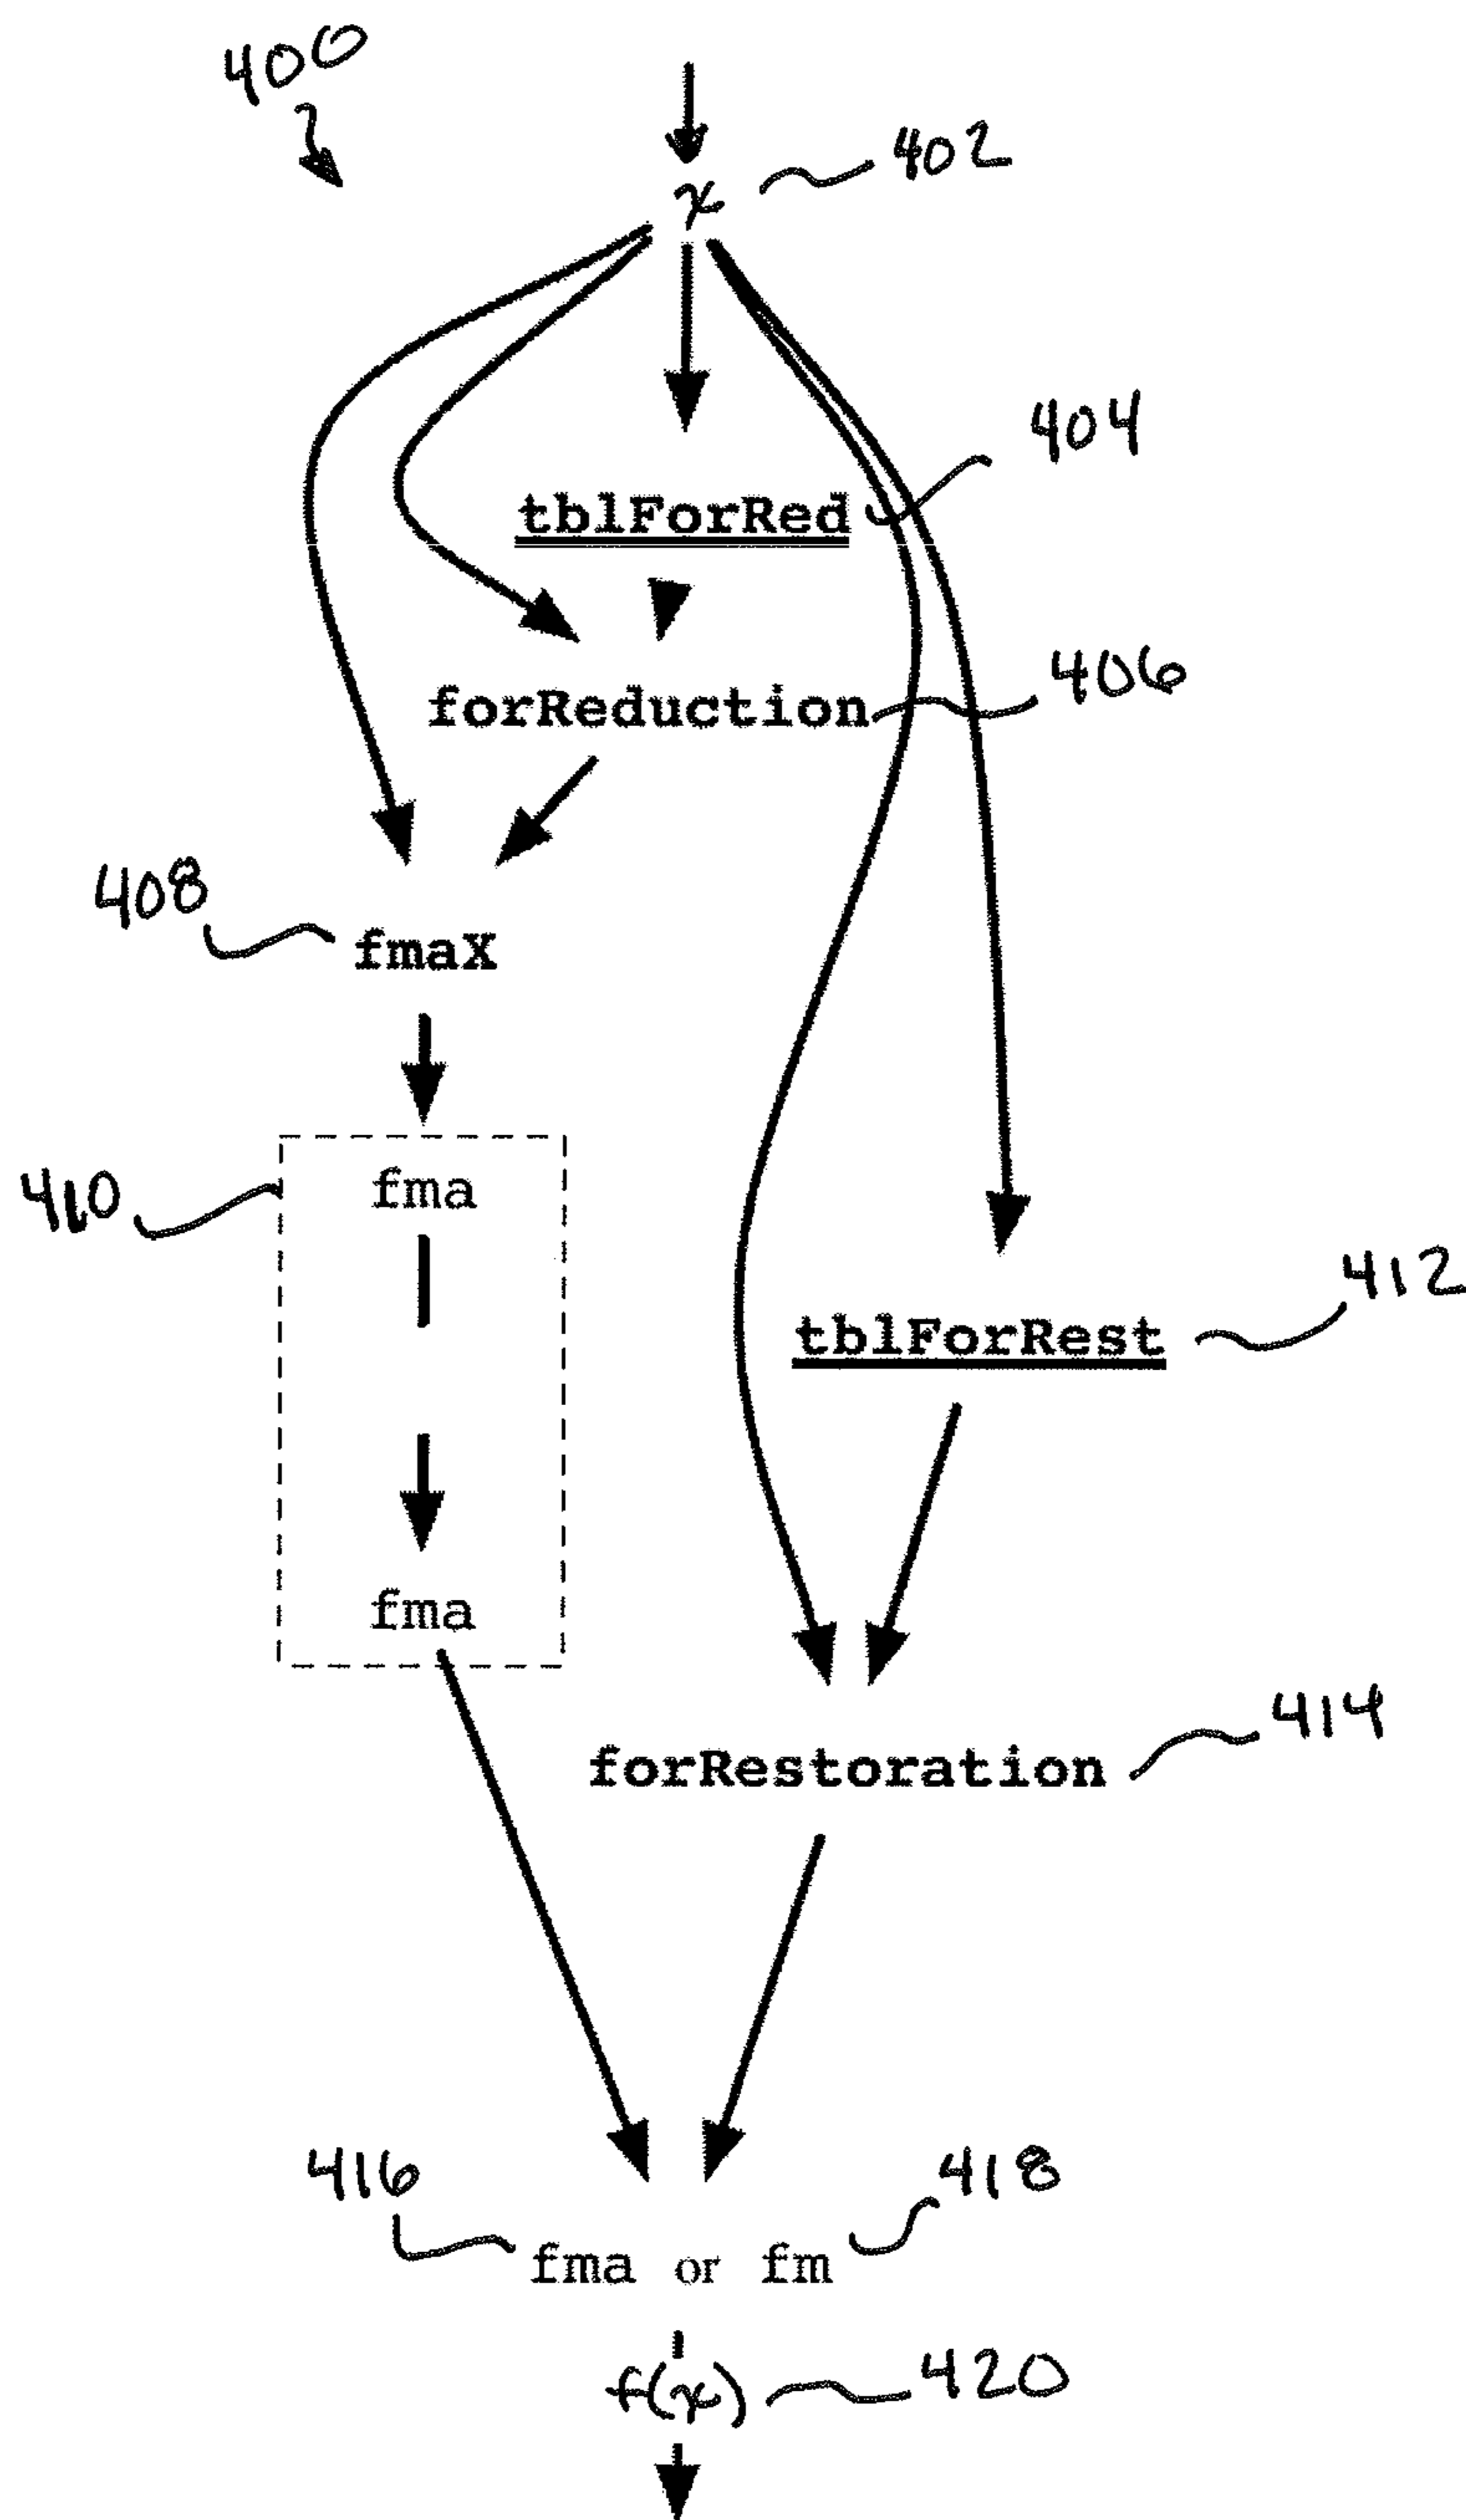 400
x 402
404
tblForRed
406
forReduction
408
fmaX
410
fma
412
tblForRest
fma
414
forRestoration
416 418
fma or fm
f(x) 420